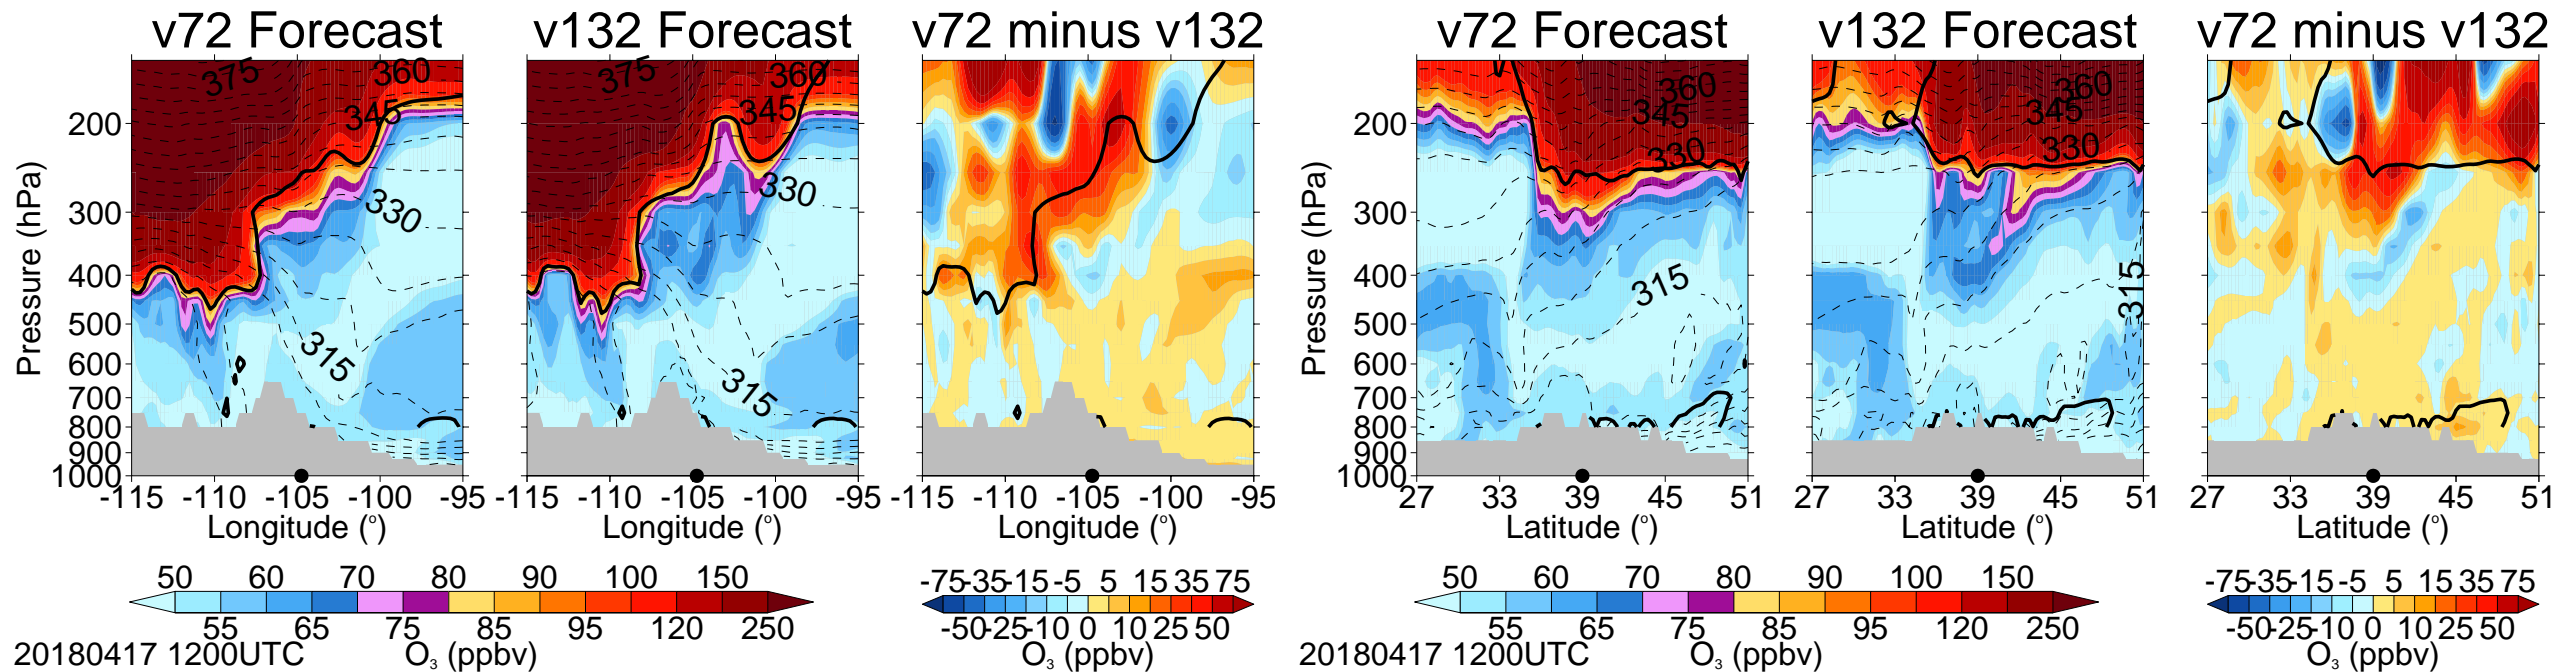 v72 Forecast
v132 Forecast
v72 minus v132
v72 Forecast
v132 Forecast
v72 minus v132
375
360
345
330
315
375
360
345
330
315
360
345
330
315
360
345
330
315
Pressure (hPa)
200
300
400
500
600
700
800
900
1000
-115 -110 -105 -100 -95
Longitude (°)
-115 -110 -105 -100 -95
Longitude (°)
-115 -110 -105 -100 -95
Longitude (°)
Pressure (hPa)
200
300
400
500
600
700
800
900
1000
27 33 39 45 51
Latitude (°)
27 33 39 45 51
Latitude (°)
27 33 39 45 51
Latitude (°)
50 60 70 80 90 100 150
55 65 75 85 95 120 250
20180417 1200UTC
O₃ (ppbv)
-75 -35 -15 -5 5 15 35 75
-50 -25 -10 0 10 25 50
O₃ (ppbv)
50 60 70 80 90 100 150
55 65 75 85 95 120 250
20180417 1200UTC
O₃ (ppbv)
-75 -35 -15 -5 5 15 35 75
-50 -25 -10 0 10 25 50
O₃ (ppbv)